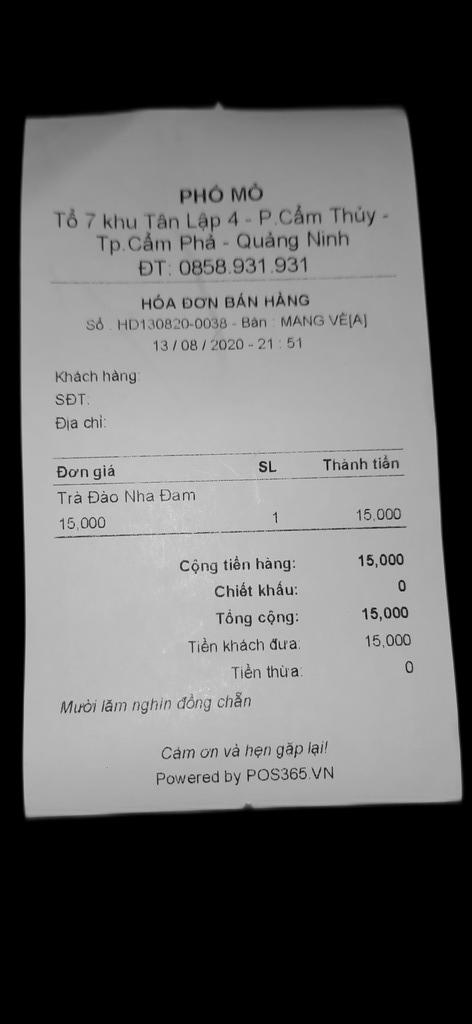 PHỐ MỎ
Tổ 7 khu Tân Lập 4 - P.Cẩm Thủy -
Tp.Cẩm Phả - Quảng Ninh
ĐT: 0858.931.931
HÓA ĐƠN BÁN HÀNG
Số : HD130820-0038 - Bàn : MANG VỀ[A]
13 / 08 / 2020 - 21 : 51
Khách hàng:
SĐT:
Địa chỉ:
Đơn giá SL Thành tiền
Trà Đào Nha Đam
15,000 1 15,000
Cộng tiền hàng: 15,000
Chiết khấu: 0
Tổng cộng: 15,000
Tiền khách đưa: 15,000
Tiền thừa: 0
Mười lăm nghìn đồng chẵn
Cám ơn và hẹn gặp lại!
Powered by POS365.VN